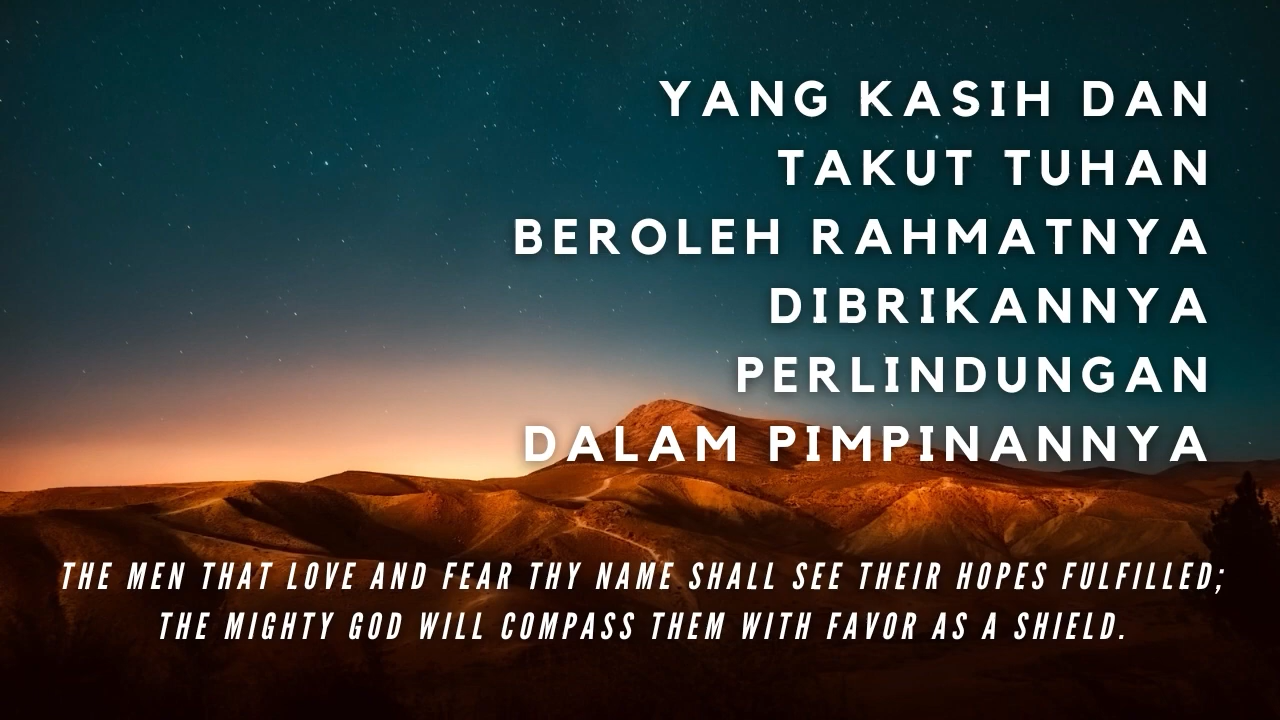 YANG KASIH DAN
TAKUT TUHAN
BEROLEH RAHMATNYA
DIBRIKANNYA
PERLINDUNGAN
DALAM PIMPINANNYA
THE MEN THAT LOVE AND FEAR THY NAME SHALL SEE THEIR HOPES FULFILLED;
THE MIGHTY GOD WILL COMPASS THEM WITH FAVOR AS A SHIELD.